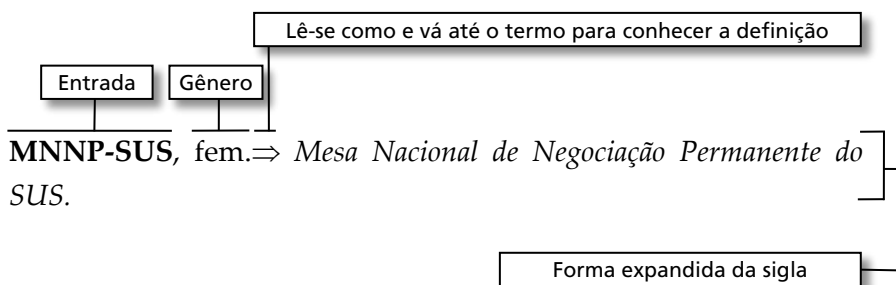 Lê-se como e vá até o termo para conhecer a definição
Entrada
Gênero
MNNP-SUS, fem.⇒ Mesa Nacional de Negociação Permanente do
SUS.
Forma expandida da sigla